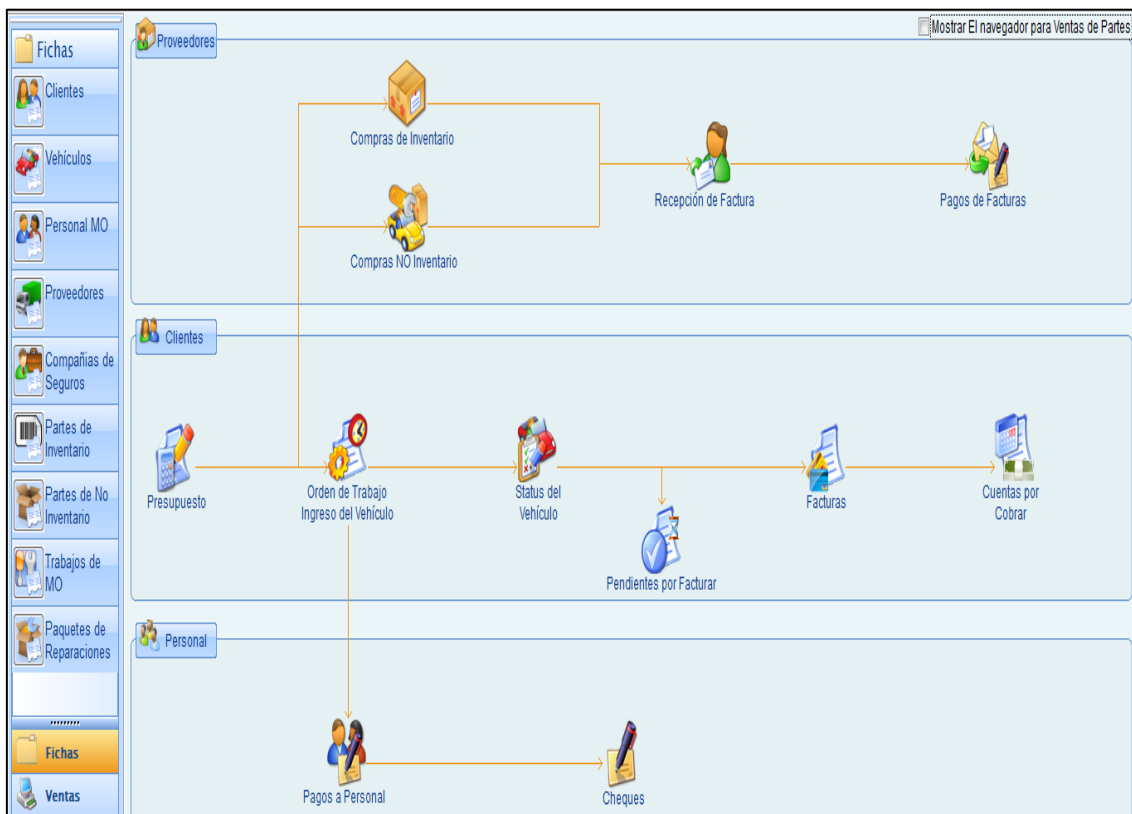 Fichas
Clientes
Vehículos
Personal MO
Proveedores
Compañias de
Seguros
Partes de
Inventario
Partes de No
Inventario
Trabajos de
MO
Paquetes de
Reparaciones
Fichas
Ventas
Mostrar El navegador para Ventas de Partes
Proveedores
Compras de Inventario
Compras NO Inventario
Recepción de Factura
Pagos de Facturas
Clientes
Presupuesto
Orden de Trabajo
Ingreso del Vehículo
Status del
Vehículo
Pendientes por Facturar
Facturas
Cuentas por
Cobrar
Personal
Pagos a Personal
Cheques